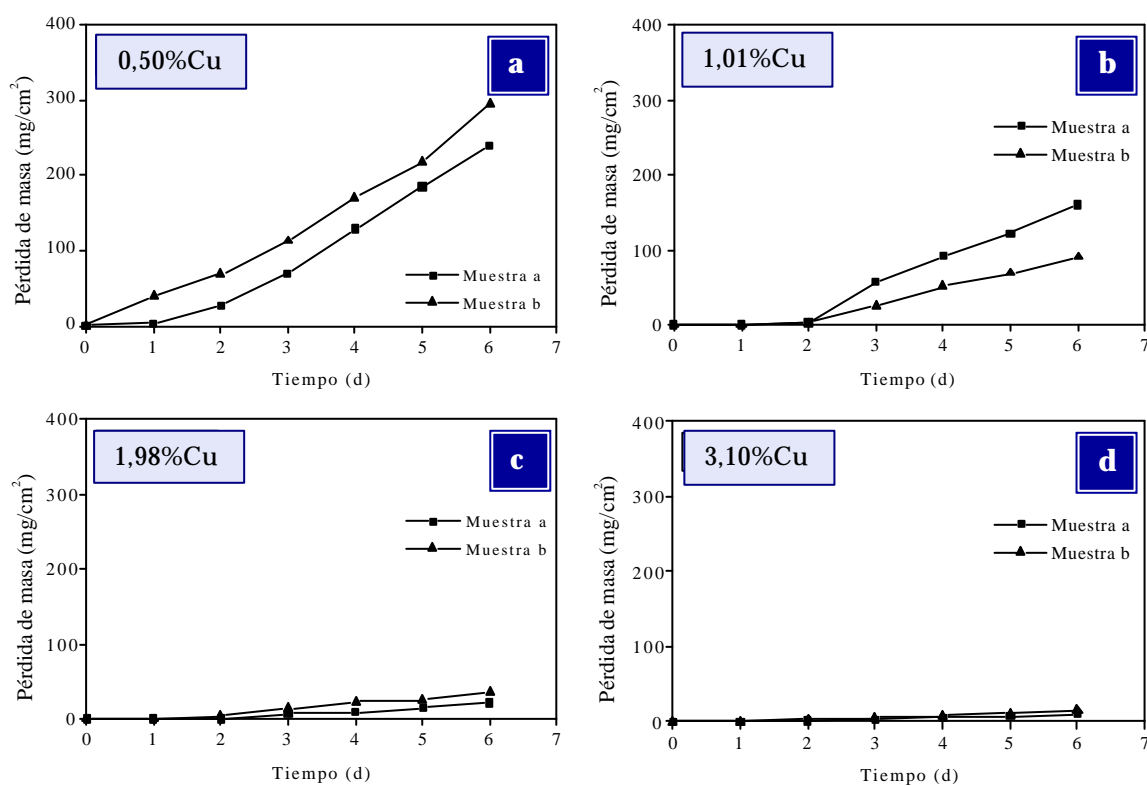 400
300
200
100
0
0 1 2 3 4 5 6 7
Pérdida de masa (mg/cm²)
Tiempo (d)
0,50%Cu
a
Muestra a
Muestra b
400
300
200
100
0
0 1 2 3 4 5 6 7
Pérdida de masa (mg/cm²)
Tiempo (d)
1,01%Cu
b
Muestra a
Muestra b
400
300
200
100
0
0 1 2 3 4 5 6 7
Pérdida de masa (mg/cm²)
Tiempo (d)
1,98%Cu
c
Muestra a
Muestra b
400
300
200
100
0
0 1 2 3 4 5 6 7
Pérdida de masa (mg/cm²)
Tiempo (d)
3,10%Cu
d
Muestra a
Muestra b